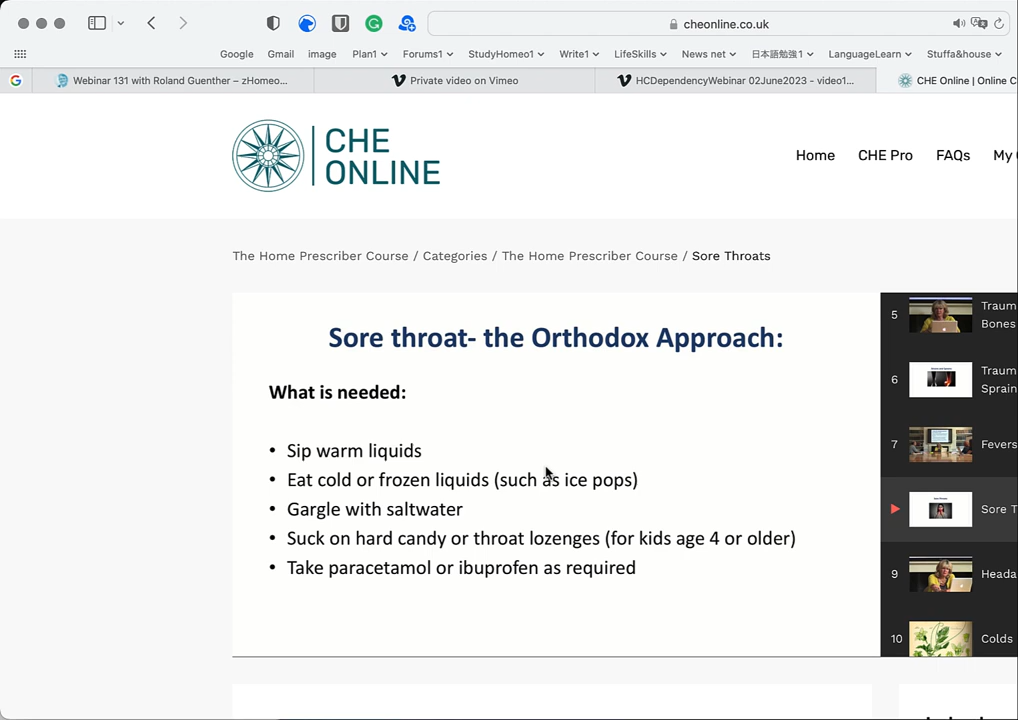 cheonline.co.uk
Google Gmail image Plan1 Forums1 StudyHomeo1 Write1 LifeSkills News net 日本語勉強1 LanguageLearn Stuffa&house
G Webinar 131 with Roland Guenther – zHomeo... Private video on Vimeo HCDependencyWebinar 02June2023 - video1... CHE Online | Online C
CHE
ONLINE
Home CHE Pro FAQs My
The Home Prescriber Course / Categories / The Home Prescriber Course / Sore Throats
Sore throat- the Orthodox Approach:
What is needed:
• Sip warm liquids
• Eat cold or frozen liquids (such as ice pops)
• Gargle with saltwater
• Suck on hard candy or throat lozenges (for kids age 4 or older)
• Take paracetamol or ibuprofen as required
5 Traum
Bones
6 Traum
Sprain
7 Fevers
Sore T
9 Heada
10 Colds